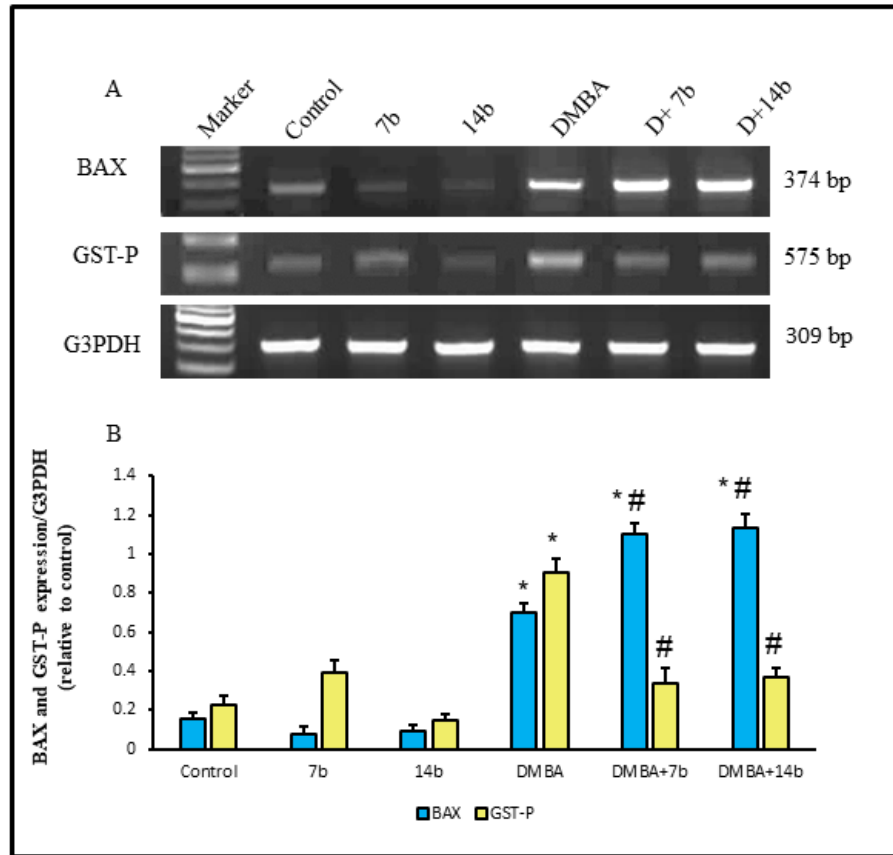 A
Marker Control 7b 14b DMBA D+ 7b D+14b
BAX 374 bp
GST-P 575 bp
G3PDH 309 bp
B
BAX and GST-P expression/G3PDH
(relative to control)
1.4
1.2
1
0.8
0.6
0.4
0.2
0
* * * # # * # #
Control 7b 14b DMBA DMBA+7b DMBA+14b
BAX GST-P